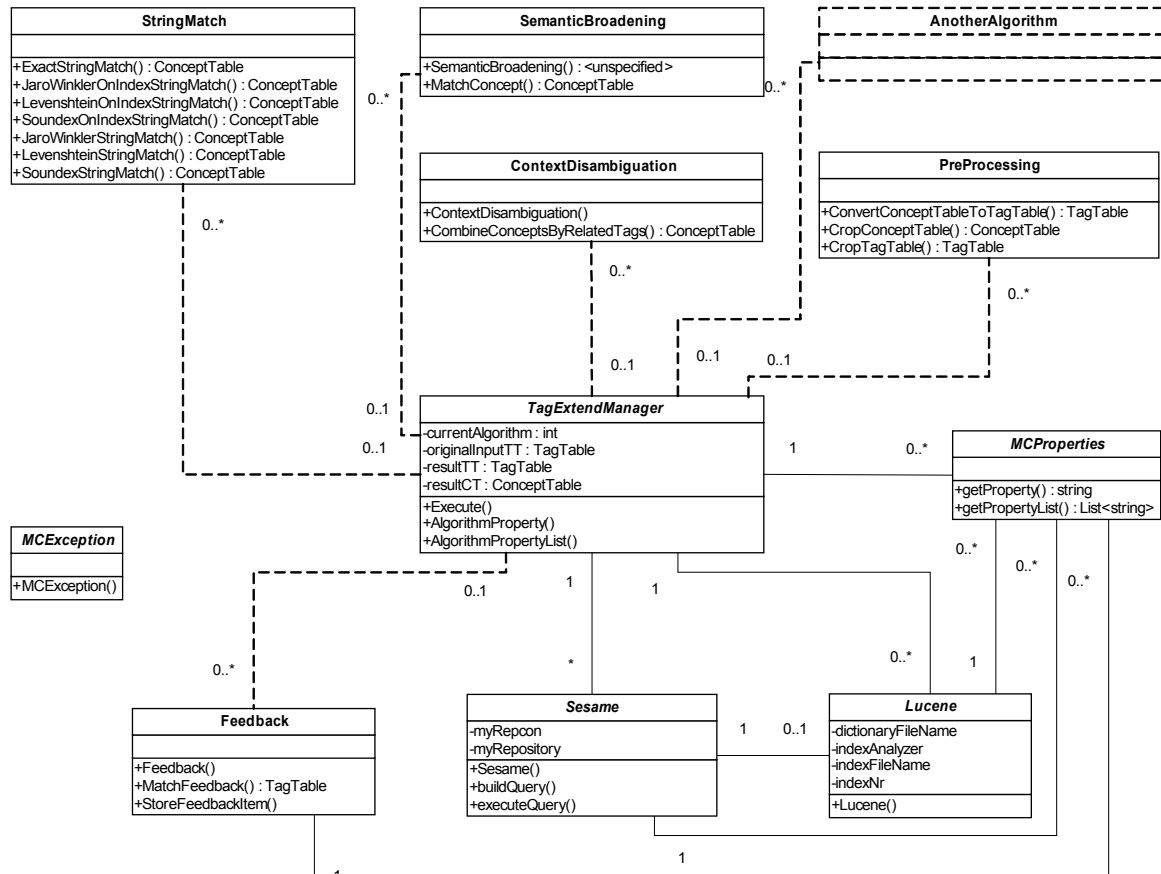 StringMatch
+ExactStringMatch() : ConceptTable
+JaroWinklerOnIndexStringMatch() : ConceptTable
+LevenshteinOnIndexStringMatch() : ConceptTable
+SoundexOnIndexStringMatch() : ConceptTable
+JaroWinklerStringMatch() : ConceptTable
+LevenshteinStringMatch() : ConceptTable
+SoundexStringMatch() : ConceptTable
SemanticBroadening
+SemanticBroadening() : <unspecified>
+MatchConcept() : ConceptTable
AnotherAlgorithm
0..*
0..*
ContextDisambiguation
+ContextDisambiguation()
+CombineConceptsByRelatedTags() : ConceptTable
PreProcessing
+ConvertConceptTableToTagTable() : TagTable
+CropConceptTable() : ConceptTable
+CropTagTable() : TagTable
0..*
0..*
0..*
0..1
0..1
0..1
0..1
0..1
TagExtendManager
-currentAlgorithm : int
-originalInputTT : TagTable
-resultTT : TagTable
-resultCT : ConceptTable
+Execute()
+AlgorithmProperty()
+AlgorithmPropertyList()
1
0..*
MCProperties
+getProperty() : string
+getPropertyList() : List<string>
MCException
+MCException()
0..1
1
1
0..*
0..*
0..*
0..*
*
0..*
1
Feedback
+Feedback()
+MatchFeedback() : TagTable
+StoreFeedbackItem()
Sesame
-myRepcon
-myRepository
+Sesame()
+buildQuery()
+executeQuery()
1
0..1
Lucene
-dictionaryFileName
-indexAnalyzer
-indexFileName
-indexNr
+Lucene()
1
1